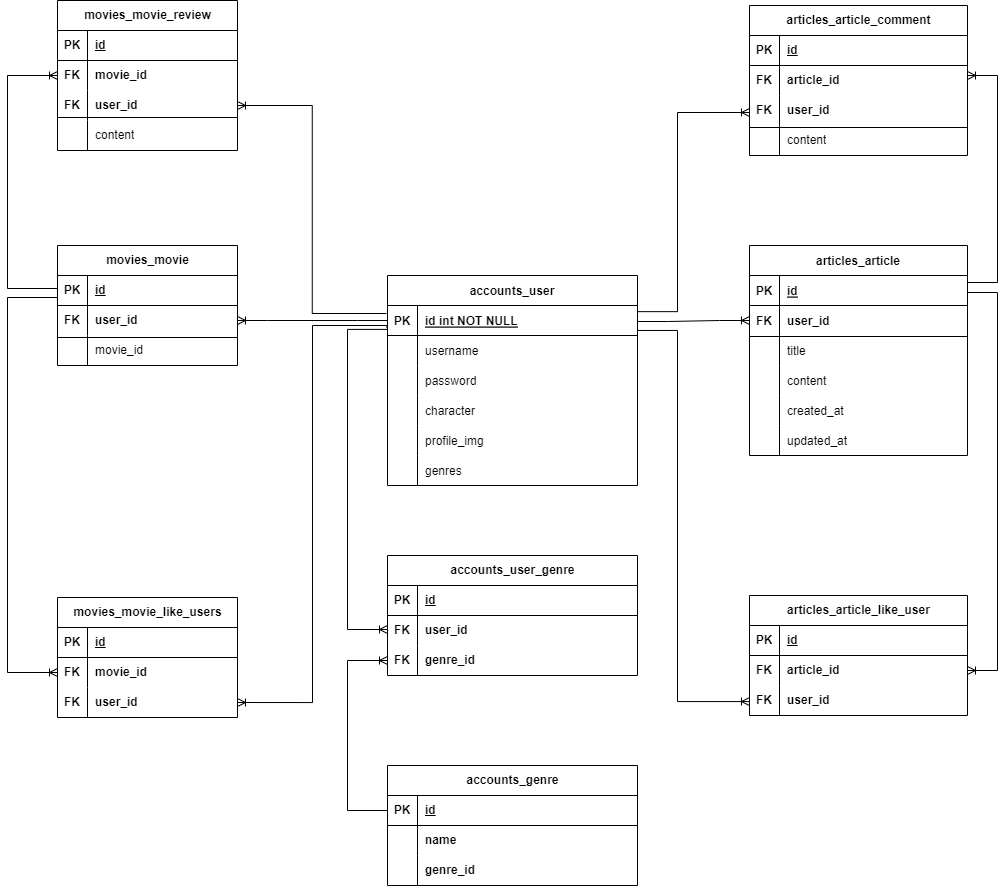 movies_movie_review
PK id
FK movie_id
FK user_id
content
movies_movie
PK id
FK user_id
movie_id
movies_movie_like_users
PK id
FK movie_id
FK user_id
accounts_user
PK id int NOT NULL
username
password
character
profile_img
genres
accounts_user_genre
PK id
FK user_id
FK genre_id
accounts_genre
PK id
name
genre_id
articles_article_comment
PK id
FK article_id
FK user_id
content
articles_article
PK id
FK user_id
title
content
created_at
updated_at
articles_article_like_user
PK id
FK article_id
FK user_id